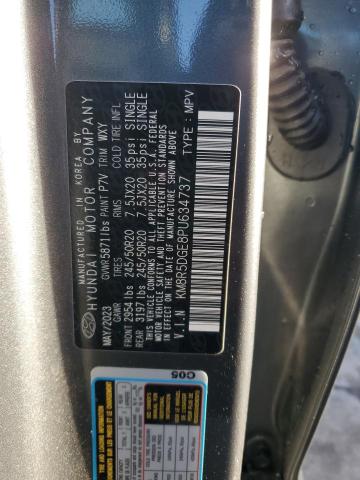 MANUFACTURED IN KOREA BY
HYUNDAI MOTOR COMPANY
GVWR 5871lbs PAINT P7V TRIM WXY
MAY/2023 GAWR TIRES RIMS COLD TIRE INFL
FRONT 2954 lbs 245/50R20 7.5JX20 35psi SINGLE
REAR 3197lbs 245/50R20 7.5JX20 35psi SINGLE
THIS VEHICLE CONFORMS TO ALL APPLICABLE U.S.A. FEDERAL
MOTOR VEHICLE SAFETY, BUMPER, AND THEFT PREVENTION STANDARDS
IN EFFECT ON THE DATE OF MANUFACTURE SHOWN ABOVE.
V.I.N KM8R5DGE8PU634737 TYPE: MPV
C05